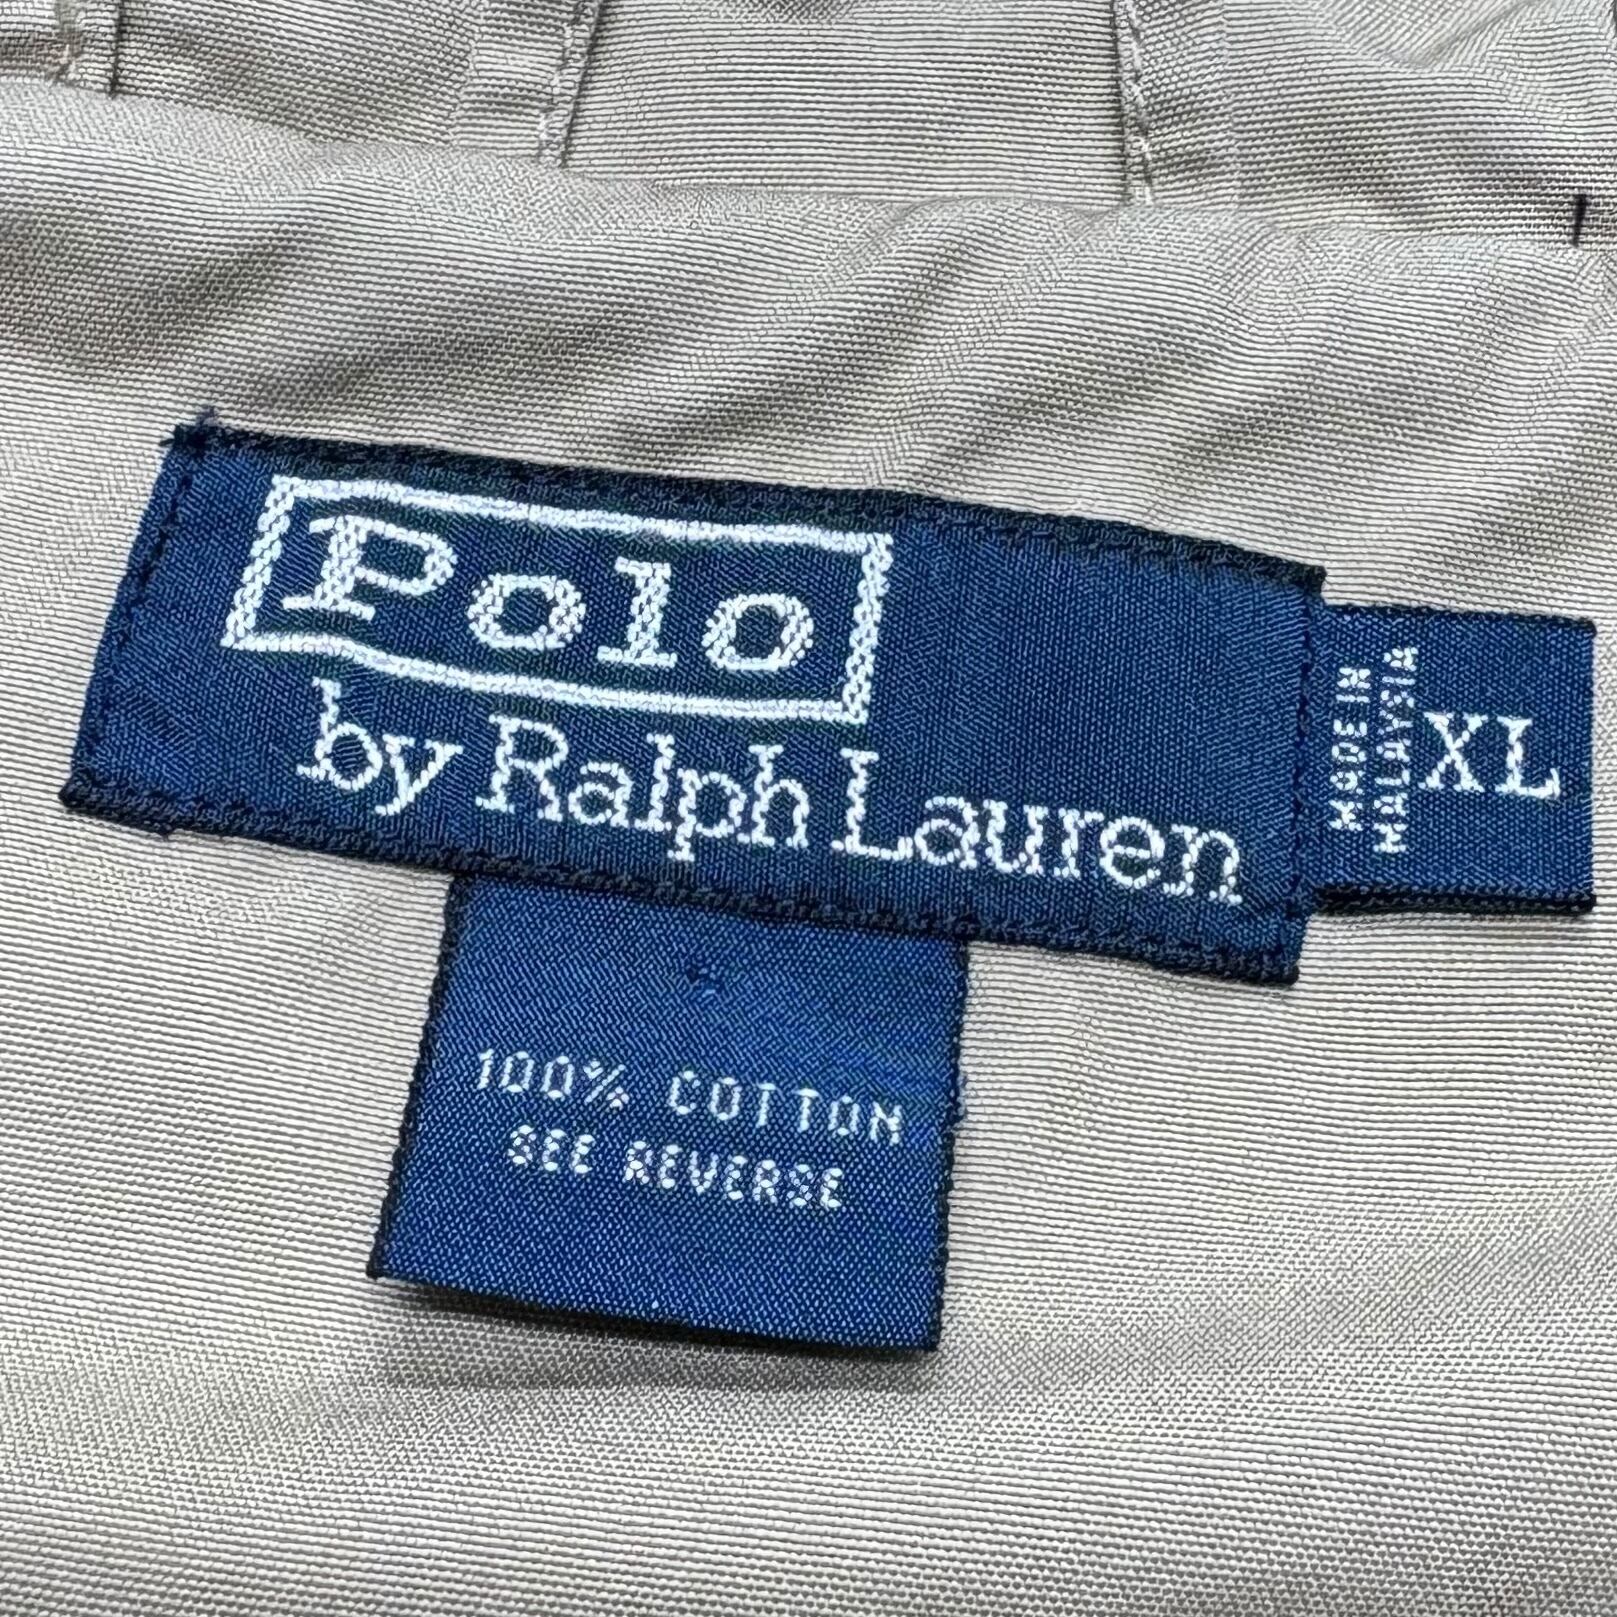 Polo
by Ralph Lauren
MADE IN
MALAYSIA
XL
100% COTTON
SEE REVERSE